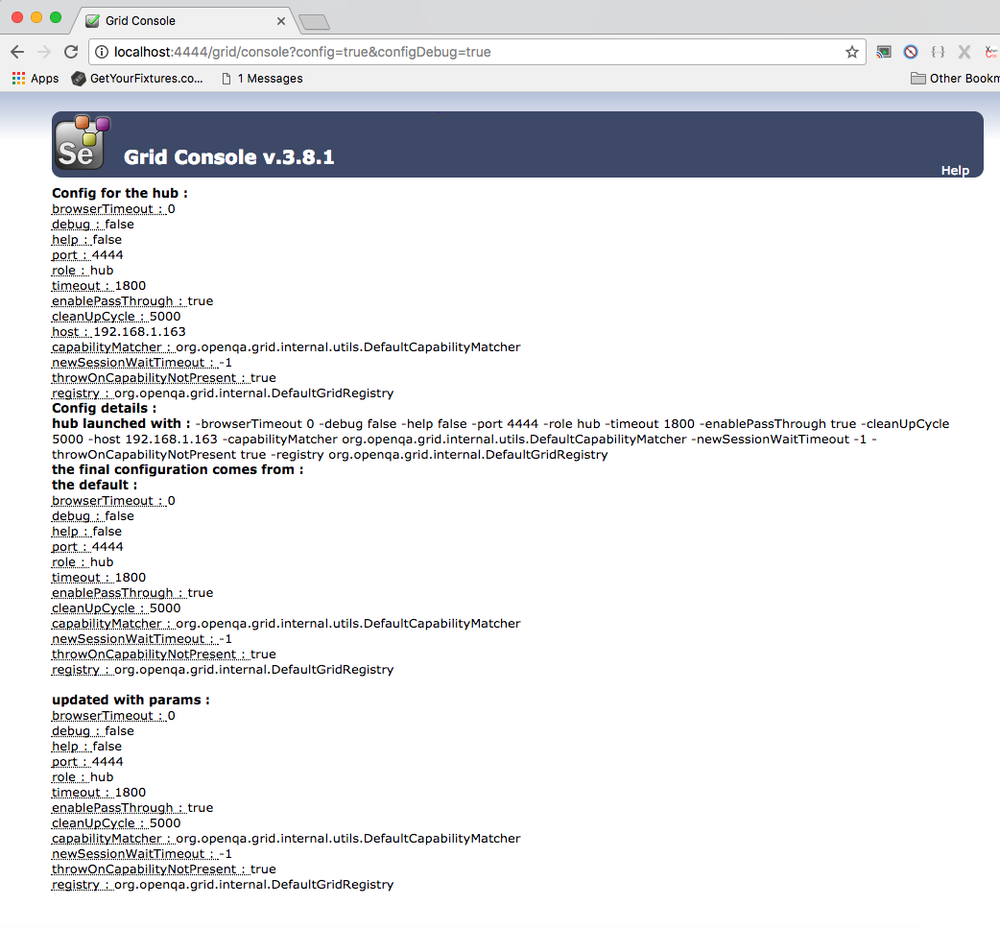 Grid Console
localhost:4444/grid/console?config=true&configDebug=true
Apps GetYourFixtures.co... 1 Messages Other Bookm
Se Grid Console v.3.8.1
Help
Config for the hub :
browserTimeout : 0
debug : false
help : false
port : 4444
role : hub
timeout : 1800
enablePassThrough : true
cleanUpCycle : 5000
host : 192.168.1.163
capabilityMatcher : org.openqa.grid.internal.utils.DefaultCapabilityMatcher
newSessionWaitTimeout : -1
throwOnCapabilityNotPresent : true
registry : org.openqa.grid.internal.DefaultGridRegistry
Config details :
hub launched with : -browserTimeout 0 -debug false -help false -port 4444 -role hub -timeout 1800 -enablePassThrough true -cleanUpCycle
5000 -host 192.168.1.163 -capabilityMatcher org.openqa.grid.internal.utils.DefaultCapabilityMatcher -newSessionWaitTimeout -1 -
throwOnCapabilityNotPresent true -registry org.openqa.grid.internal.DefaultGridRegistry
the final configuration comes from :
the default :
browserTimeout : 0
debug : false
help : false
port : 4444
role : hub
timeout : 1800
enablePassThrough : true
cleanUpCycle : 5000
capabilityMatcher : org.openqa.grid.internal.utils.DefaultCapabilityMatcher
newSessionWaitTimeout : -1
throwOnCapabilityNotPresent : true
registry : org.openqa.grid.internal.DefaultGridRegistry
updated with params :
browserTimeout : 0
debug : false
help : false
port : 4444
role : hub
timeout : 1800
enablePassThrough : true
cleanUpCycle : 5000
capabilityMatcher : org.openqa.grid.internal.utils.DefaultCapabilityMatcher
newSessionWaitTimeout : -1
throwOnCapabilityNotPresent : true
registry : org.openqa.grid.internal.DefaultGridRegistry